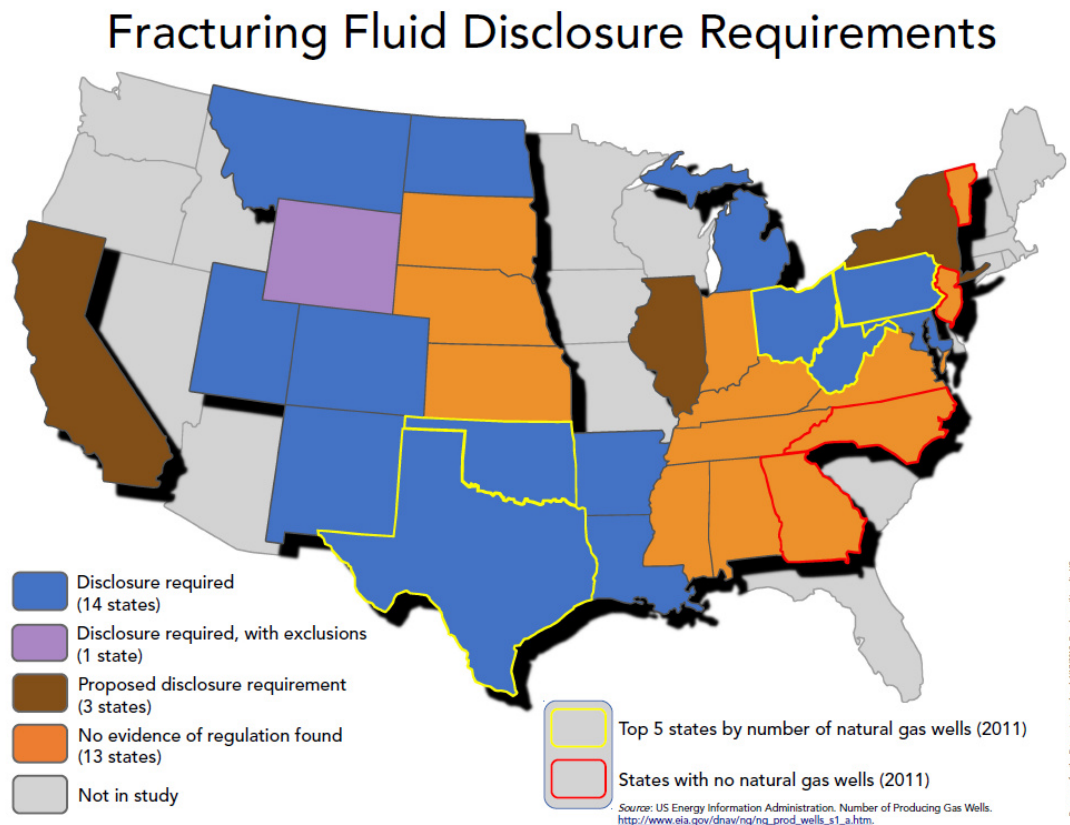 Fracturing Fluid Disclosure Requirements
Disclosure required
(14 states)
Disclosure required, with exclusions
(1 state)
Proposed disclosure requirement
(3 states)
No evidence of regulation found
(13 states)
Not in study
Top 5 states by number of natural gas wells (2011)
States with no natural gas wells (2011)
Source: US Energy Information Administration. Number of Producing Gas Wells.
http://www.eia.gov/dnav/ng/ng_prod_wells_s1_a.htm.